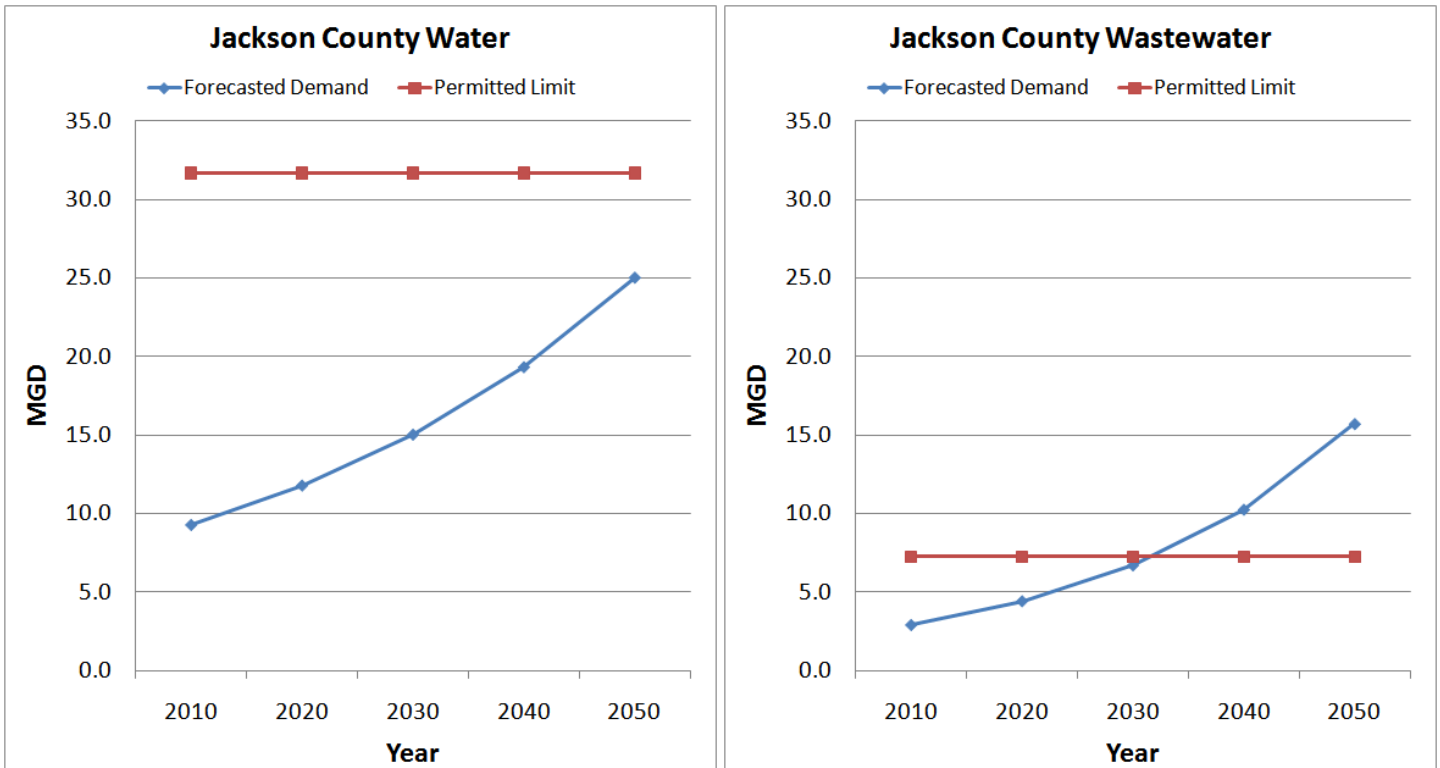 Jackson County Water
Forecasted Demand Permitted Limit
35.0
30.0
25.0
20.0
15.0
10.0
5.0
0.0
MGD
2010 2020 2030 2040 2050
Year
Jackson County Wastewater
Forecasted Demand Permitted Limit
35.0
30.0
25.0
20.0
15.0
10.0
5.0
0.0
MGD
2010 2020 2030 2040 2050
Year